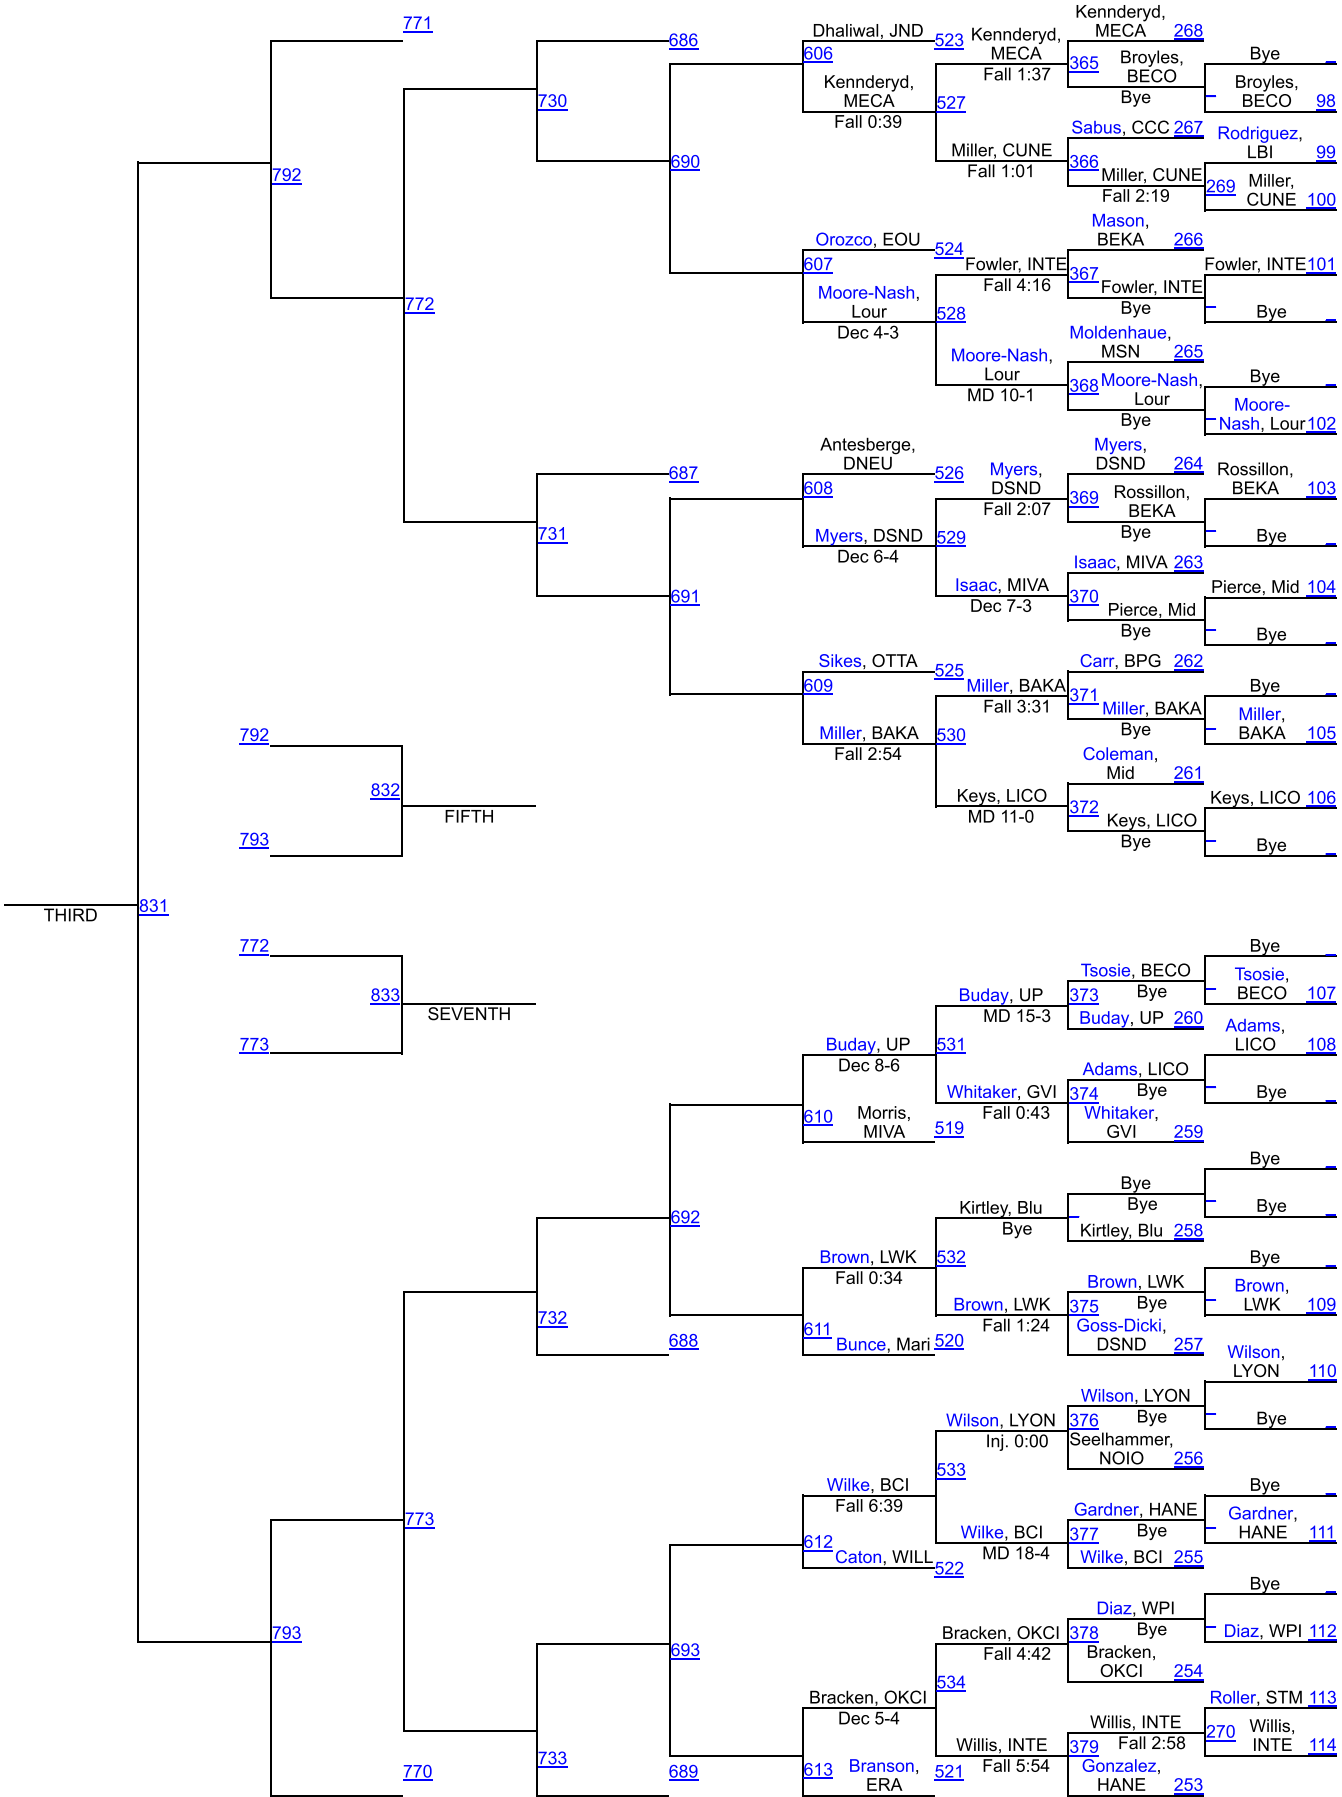 771
686
Dhaliwal, JND
523
606
Kennderyd,
MECA
Fall 0:39
Kennderyd,
MECA
Fall 1:37
Kennderyd,
MECA 268
365
Broyles,
BECO
Bye
Bye
Broyles,
BECO 98
730
527
Sabus, CCC 267
Rodriguez,
LBI 99
690
Miller, CUNE
Fall 1:01
366
Miller, CUNE
Fall 2:19
269
Miller,
CUNE 100
792
Orozco, EOU
524
607
Moore-Nash,
Lour
Dec 4-3
Fowler, INTE
Fall 4:16
Mason,
BEKA 266
367
Fowler, INTE
Bye
Fowler, INTE 101
Bye
772
528
Moore-Nash,
Lour
MD 10-1
Moldenhaue,
MSN 265
368
Moore-Nash,
Lour
Bye
Bye
Moore-
Nash, Lour 102
687
Antesberge,
DNEU
526
608
Myers, DSND
Dec 6-4
Myers,
DSND
Fall 2:07
Myers,
DSND 264
369
Rossillon,
BEKA
Bye
Rossillon,
BEKA 103
Bye
731
529
Isaac, MIVA
Dec 7-3
Isaac, MIVA 263
370
Pierce, Mid
Bye
Pierce, Mid 104
Bye
691
Sikes, OTTA
525
609
Miller, BAKA
Fall 2:54
Miller, BAKA
Fall 3:31
Carr, BPG 262
371
Miller, BAKA
Bye
Bye
Miller,
BAKA 105
792
832
FIFTH
793
530
Keys, LICO
MD 11-0
Coleman,
Mid 261
372
Keys, LICO
Bye
Keys, LICO 106
Bye
THIRD
831
772
833
SEVENTH
773
Buday, UP
MD 15-3
Tsosie, BECO
Bye
373
Buday, UP 260
Bye
Tsosie,
BECO 107
Buday, UP
Dec 8-6
531
610
Morris,
MIVA
519
Whitaker, GVI
Fall 0:43
Adams, LICO
Bye
374
Whitaker,
GVI 259
Adams,
LICO 108
Bye
692
Kirtley, Blu
Bye
Bye
Bye
Kirtley, Blu 258
Bye
Bye
Brown, LWK
Fall 0:34
532
732
688
611
Bunce, Mari
520
Brown, LWK
Fall 1:24
Brown, LWK
Bye
375
Goss-Dicki,
DSND 257
Bye
Brown,
LWK 109
Wilson, LYON
Inj. 0:00
Wilson, LYON
Bye
376
Seelhammer,
NOIO 256
Wilson,
LYON 110
Bye
Wilke, BCI
Fall 6:39
533
773
612
Caton, WILL
522
Wilke, BCI
MD 18-4
Gardner, HANE
Bye
377
Wilke, BCI 255
Bye
Gardner,
HANE 111
793
693
Bracken, OKCI
Fall 4:42
Diaz, WPI
Bye
378
Bracken,
OKCI 254
Bye
Diaz, WPI 112
Bracken, OKCI
Dec 5-4
534
770
733
689
613
Branson,
ERA
521
Willis, INTE
Fall 5:54
Willis, INTE
Fall 2:58
379
Gonzalez,
HANE 253
Roller, STM 113
270
Willis,
INTE 114